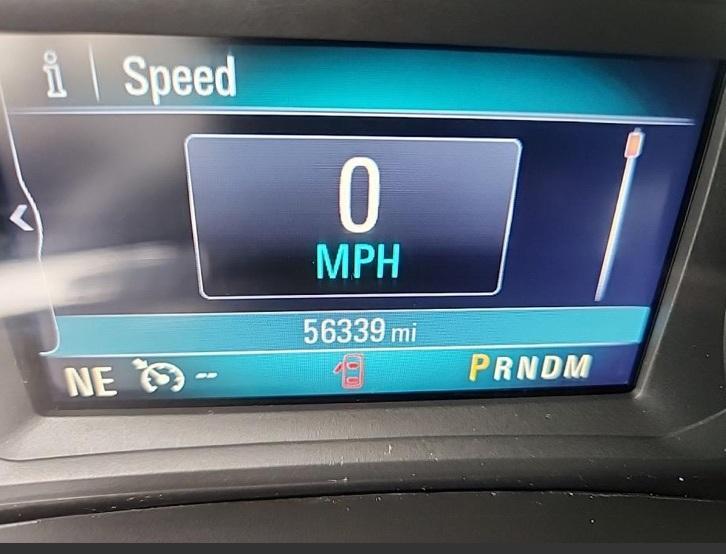 i Speed
0
MPH
56339 mi
NE -- PRNDM